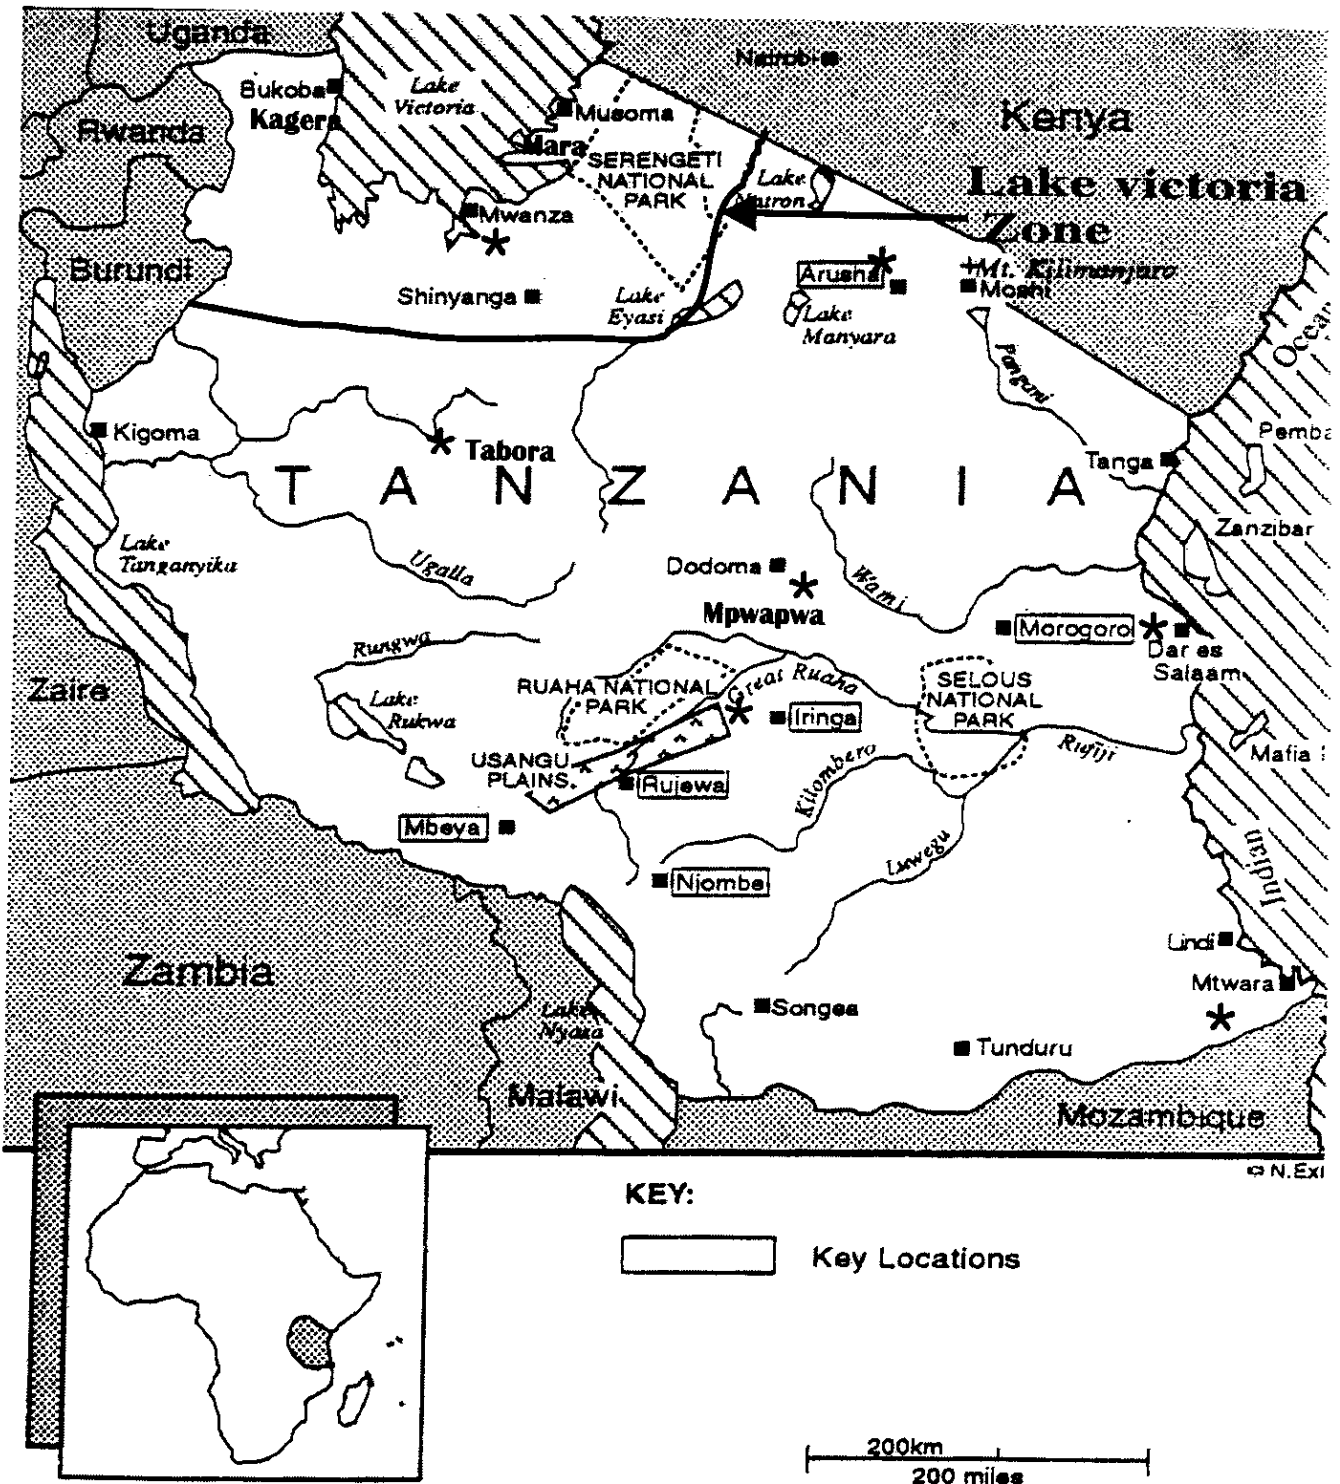 Uganda
Nairobi
Bukoba
Kagera
Lake
Victoria
Musoma
Kenya
Rwanda
Mara
SERENGETI
NATIONAL
PARK
Lake
Natron
Lake victoria
Zone
Mwanza
Burundi
Arusha
Mt. Kilimanjaro
Moshi
Shinyanga
Lake
Eyasi
Lake
Manyara
Pangani
Ocean
Kigoma
Tabora
Pemba
Tanga
TANZANIA
Zanzibar
Lake
Tanganyika
Ugalla
Dodoma
Wami
Mpwapwa
Morogoro
Dar es
Salaam
Rungwa
Zaire
Lake
Rukwa
RUAHA NATIONAL
PARK
Great Ruaha
SELOUS
NATIONAL
PARK
Iringa
Rufiji
Mafia
USANGU
PLAINS
Rujewa
Kilombero
Mbeya
Luwegu
Njombe
Indian
Lindi
Zambia
Mtwara
Lake
Nyasa
Songea
Tunduru
Malawi
Mozambique
© N.Exl
KEY:
Key Locations
200km
200 miles